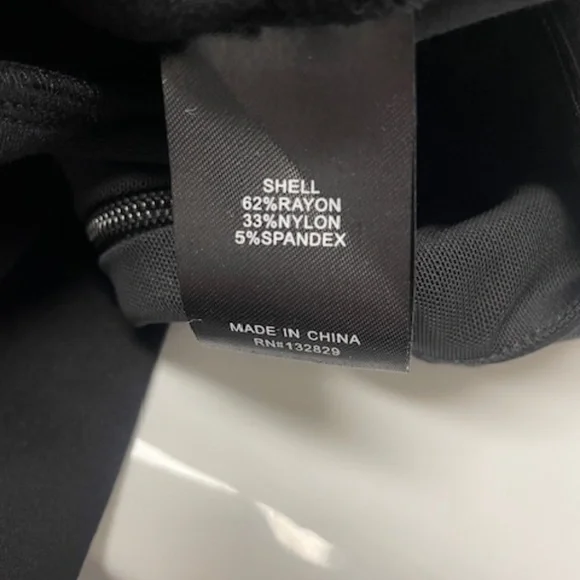 SHELL
62%RAYON
33%NYLON
5%SPANDEX
MADE IN CHINA
RN#132829